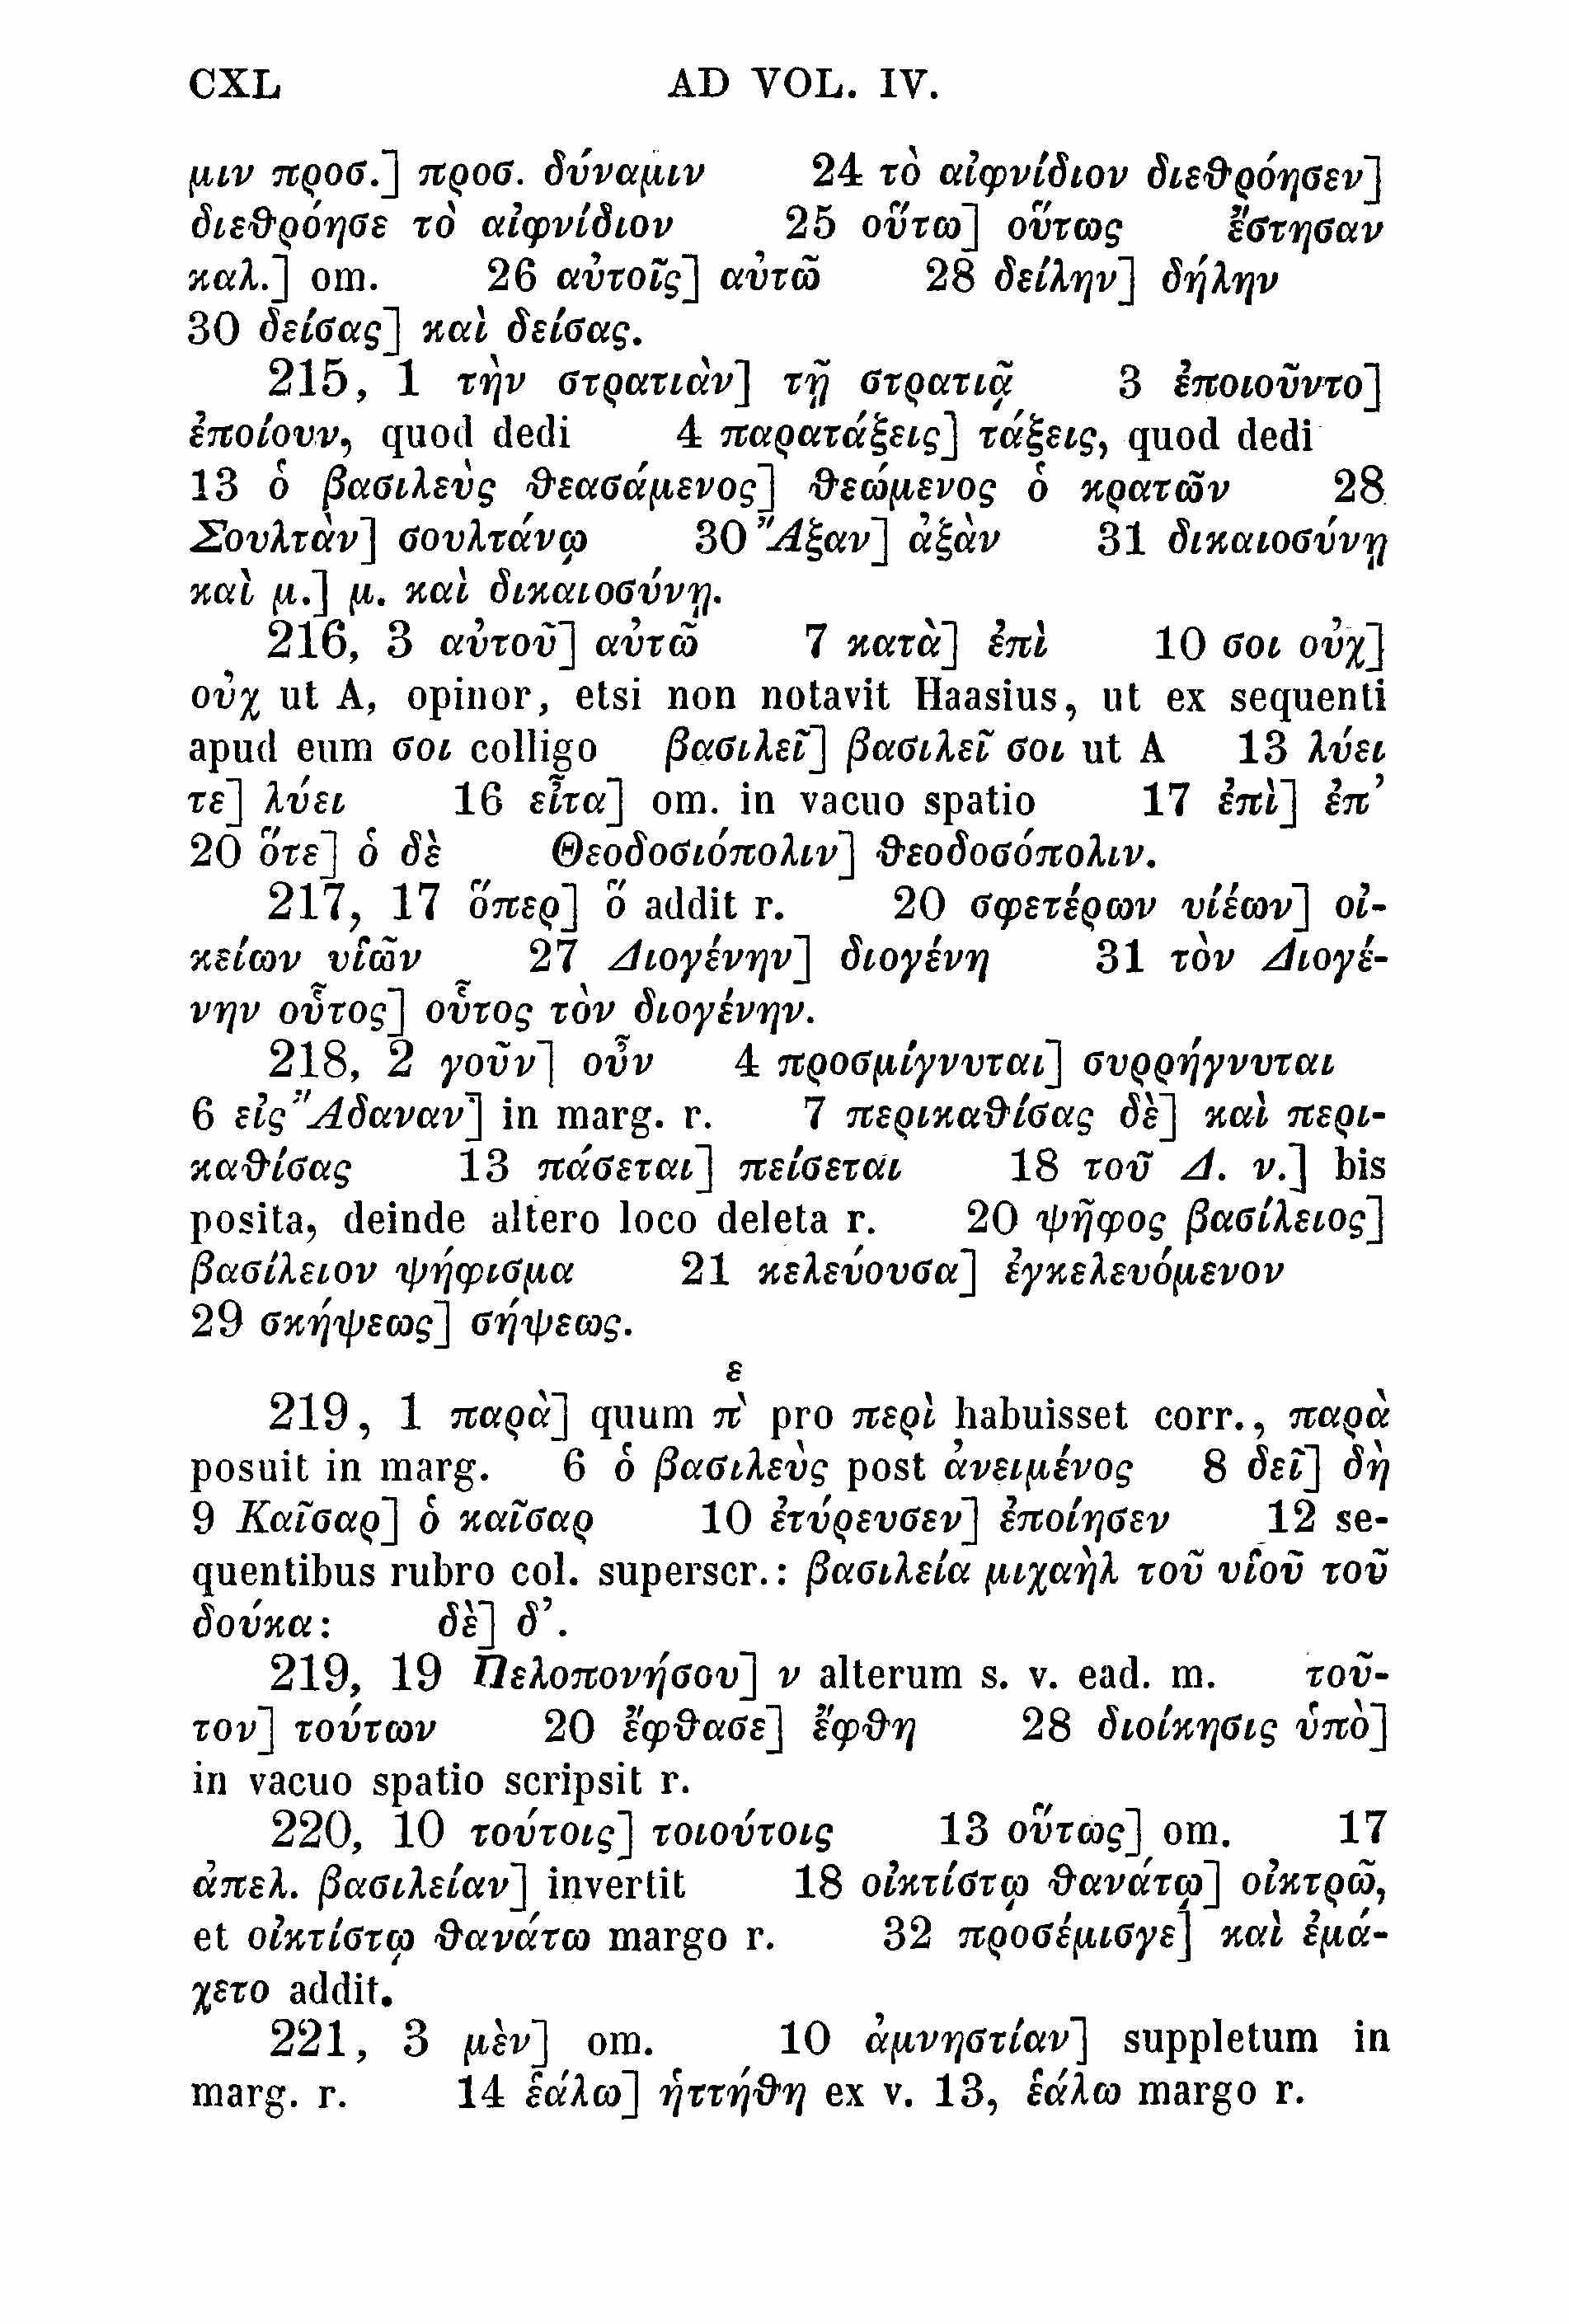 CXL AD VOL. IV.
μιν προσ.] προσ. δύναμιν 24 τὸ αἰφνίδιον διεϑρόησεν]
διεϑρόησε τὸ αἰφνίδιον 25 οὕτω] οὕτως ἔστησαν
καλ.] om. 26 αὐτοῖς] αὐτῶ 28 δείλην] δήλην
30 δείσας] καὶ δείσας.
215, 1 τὴν στρατιὰν] τῇ στρατιᾷ 3 ἐποιοῦντο]
ἐποίουν, quod dedi 4 παρατάξεις] τάξεις, quod dedi
13 ὁ βασιλεὺς ϑεασάμενος] ϑεώμενος ὁ κρατῶν 28
Σουλτὰν] σουλτάνῳ 30 Ἄξαν] ἀξὰν 31 δικαιοσύνῃ
καὶ μ.] μ. καὶ δικαιοσύνῃ.
216, 3 αὐτοῦ] αὐτῶ 7 κατὰ] ἐπὶ 10 σοι οὐχ]
οὐχ ut A, opinor, etsi non notavit Haasius, ut ex sequenti
apud eum σοι colligo βασιλεῖ] βασιλεῖ σοι ut A 13 λύει
τε] λύει 16 εἶτα] om. in vacuo spatio 17 ἐπὶ] ἐπ’
20 ὅτε] ὁ δὲ Θεοδοσιόπολιν] ϑεοδοσόπολιν.
217, 17 ὅπερ] ὅ addit r. 20 σφετέρων υἱέων] οἰ-
κείων υἱῶν 27 Διογένην] διογένη 31 τὸν Διογέ-
νην οὗτος] οὗτος τὸν διογένην.
218, 2 γοῦν] οὖν 4 προσμίγνυται] συρρήγνυται
6 εἰς Ἄδαναν] in marg. r. 7 περικαϑίσας δὲ] καὶ περι-
καϑίσας 13 πάσεται] πείσεται 18 τοῦ Δ. ν.] bis
posita, deinde altero loco deleta r. 20 ψῆφος βασίλειος]
βασίλειον ψήφισμα 21 κελεύουσα] ἐγκελευόμενον
29 σκήψεως] σήψεως.
ε
219, 1 παρὰ] quum π̀ pro περὶ habuisset corr., παρὰ
posuit in marg. 6 ὁ βασιλεὺς post ἀνειμένος 8 δεῖ] δὴ
9 Καῖσαρ] ὁ καῖσαρ 10 ἐτύρευσεν] ἐποίησεν 12 se-
quentibus rubro col. superscr.: βασιλεία μιχαὴλ τοῦ υἱοῦ τοῦ
δούκα: δὲ] δ’.
219, 19 Πελοπονήσου] ν alterum s. v. ead. m. τοῦ-
τον] τούτων 20 ἔφϑασε] ἔφϑη 28 διοίκησις ὑπὸ]
in vacuo spatio scripsit r.
220, 10 τούτοις] τοιούτοις 13 οὕτως] om. 17
ἀπελ. βασιλείαν] invertit 18 οἰκτίστῳ ϑανάτῳ] οἰκτρῶ,
et οἰκτίστῳ ϑανάτω margo r. 32 προσέμισγε] καὶ ἐμά-
χετο addit.
221, 3 μὲν] om. 10 ἀμνηστίαν] suppletum in
marg. r. 14 ἑάλω] ἡττήϑη ex v. 13, ἑάλω margo r.